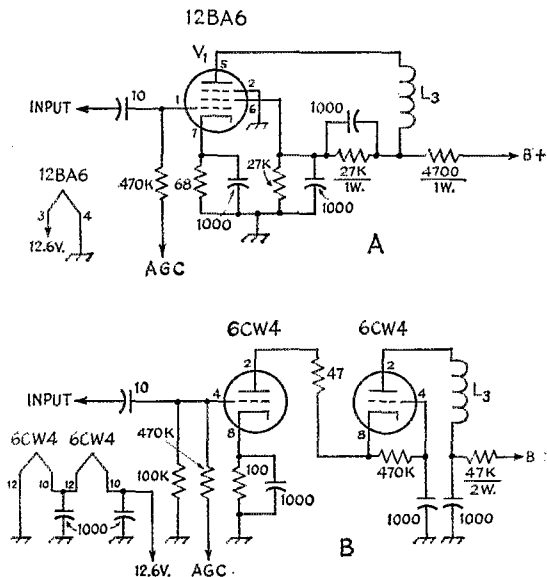 12BA6
V1
5
2
6
1
7
INPUT
10
1000
L3
B+
27K
1W.
4700
1W.
12BA6
3
4
12.6V.
470K
68
1000
27K
1000
AGC
A
6CW4
6CW4
2
47
2
INPUT
10
4
4
L3
6CW4
6CW4
470K
8
8
12
10
12
10
100K
100
1000
470K
47K
2W.
B
1000
1000
1000
12.6V.
AGC
B